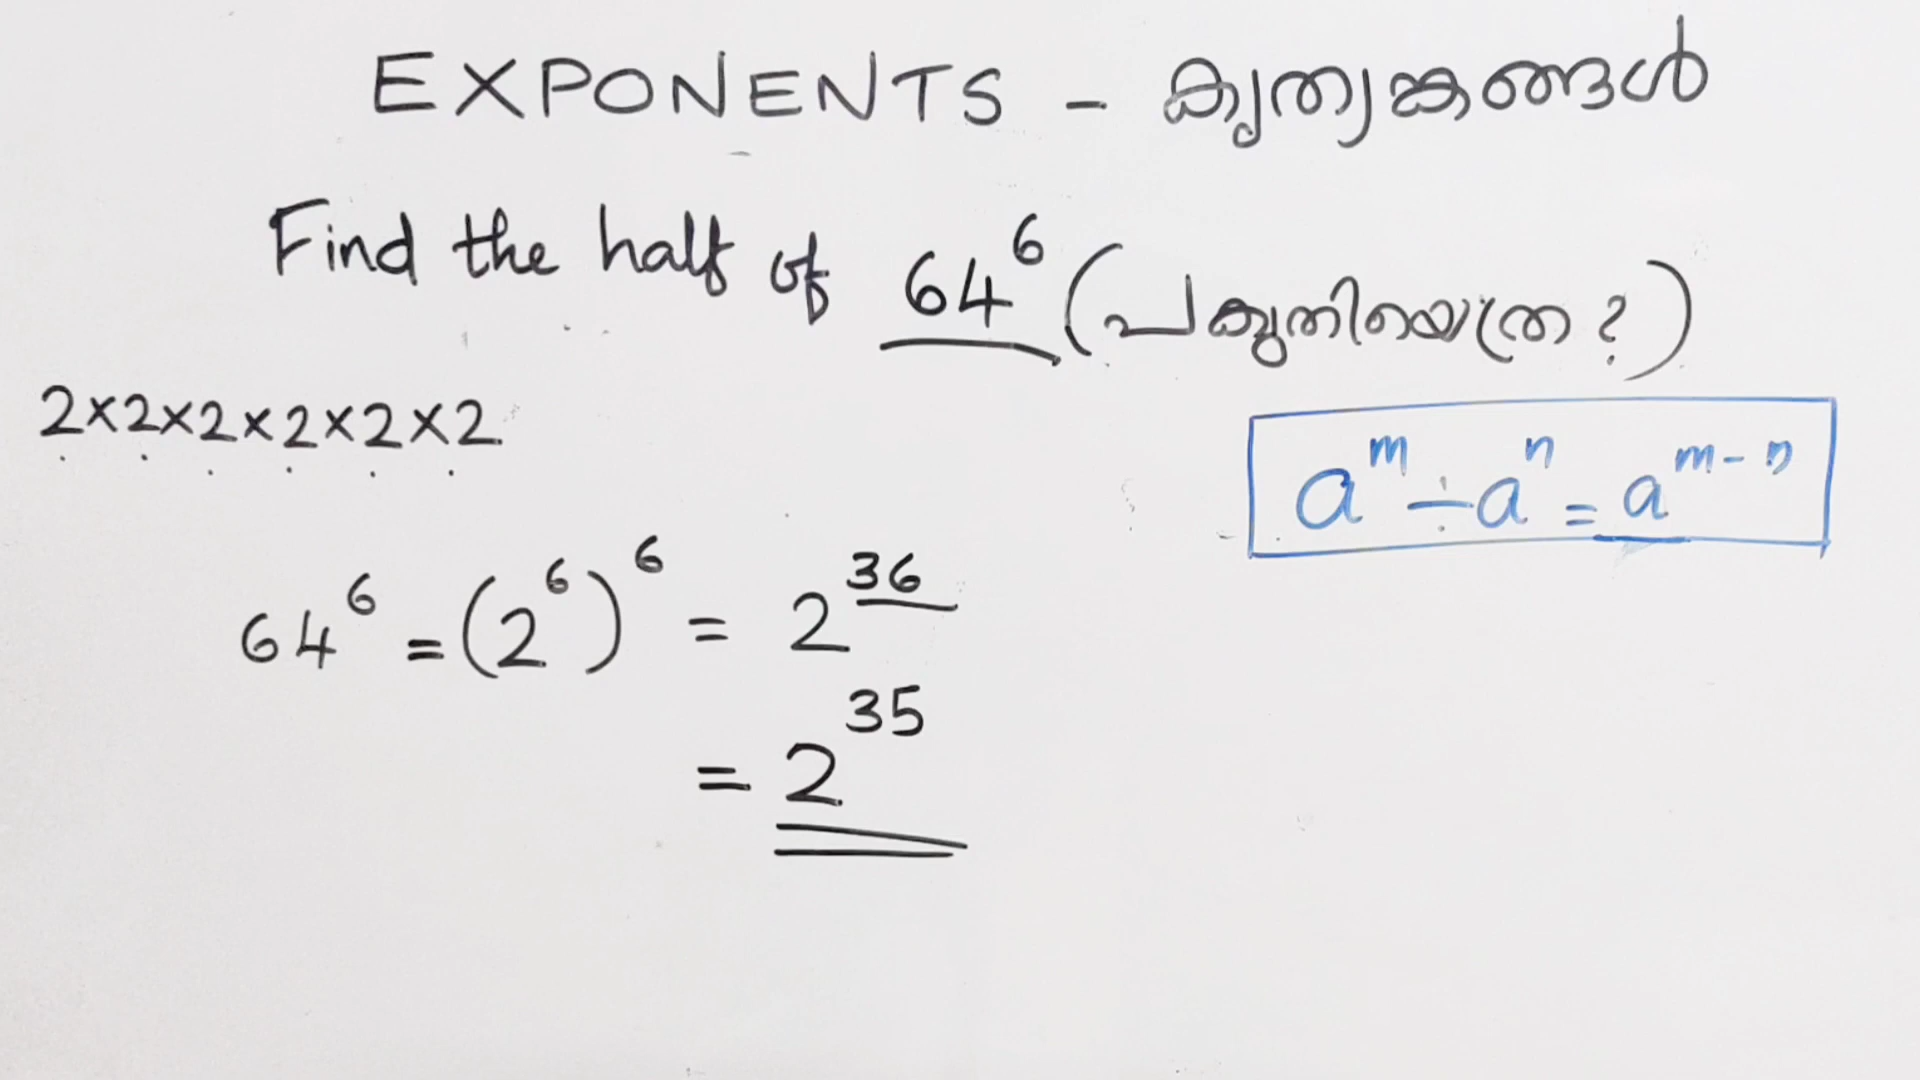 EXPONENTS - കൃത്യങ്കങ്ങൾ
Find the half of 64⁶ (പകുതിയെത്ര?)
2×2×2×2×2×2
aᵐ ÷ aⁿ = aᵐ⁻ⁿ
64⁶ = (2⁶)⁶ = 2³⁶
= 2³⁵